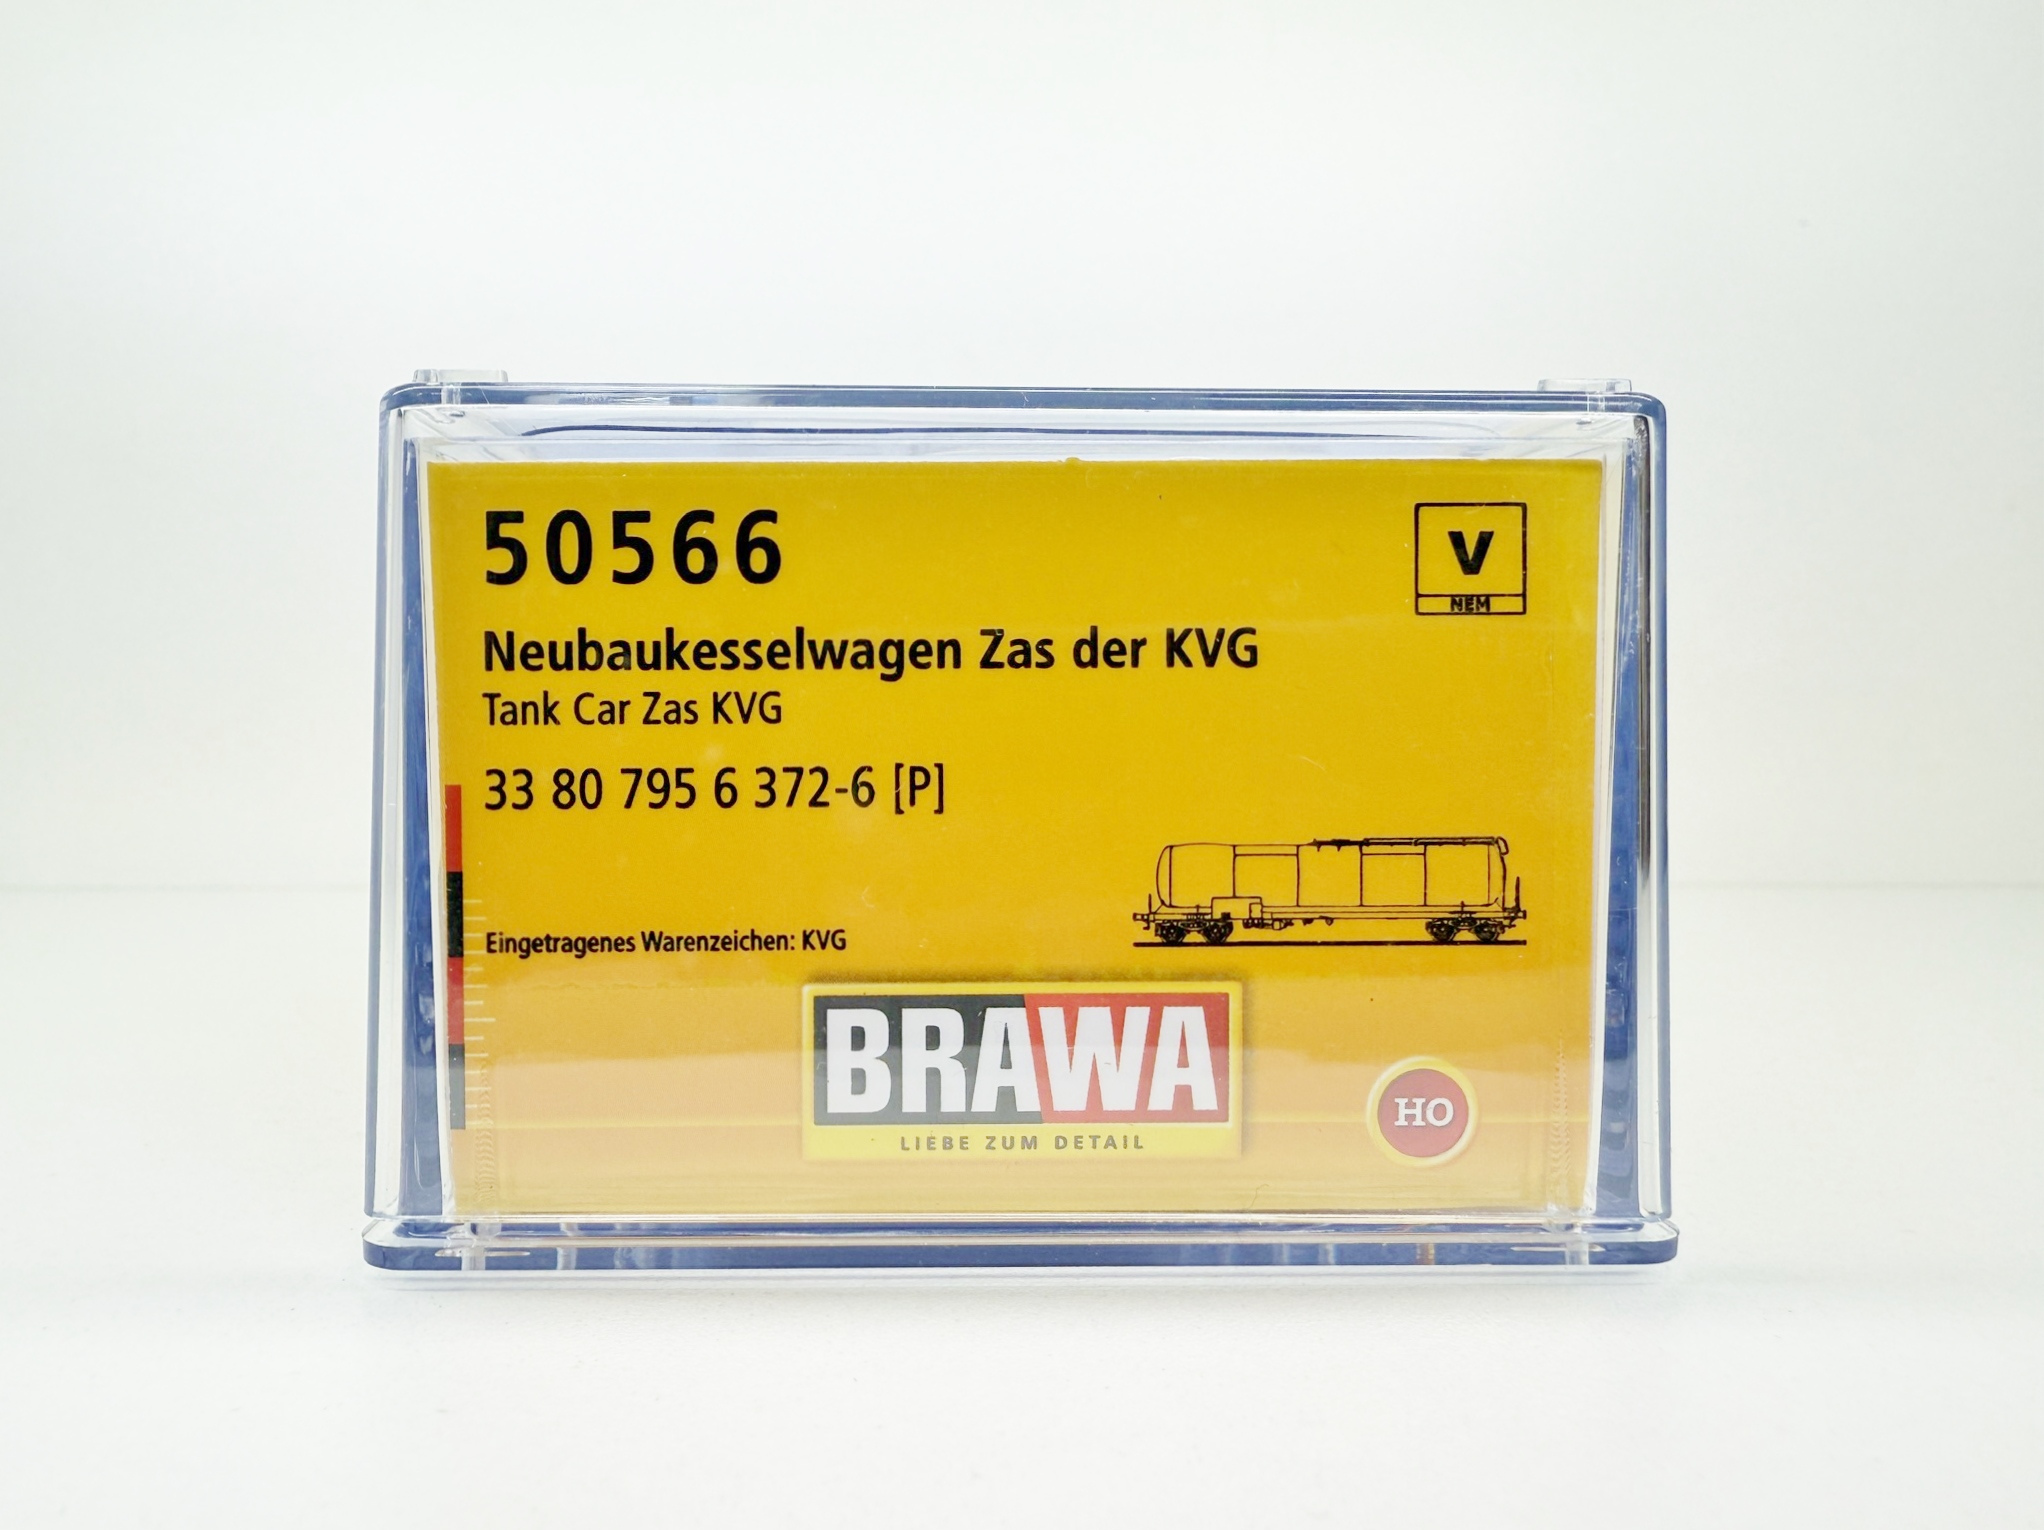 50566
V
NEM
Neubaukesselwagen Zas der KVG
Tank Car Zas KVG
33 80 795 6 372-6 [P]
Eingetragenes Warenzeichen: KVG
BRAWA
LIEBE ZUM DETAIL
HO